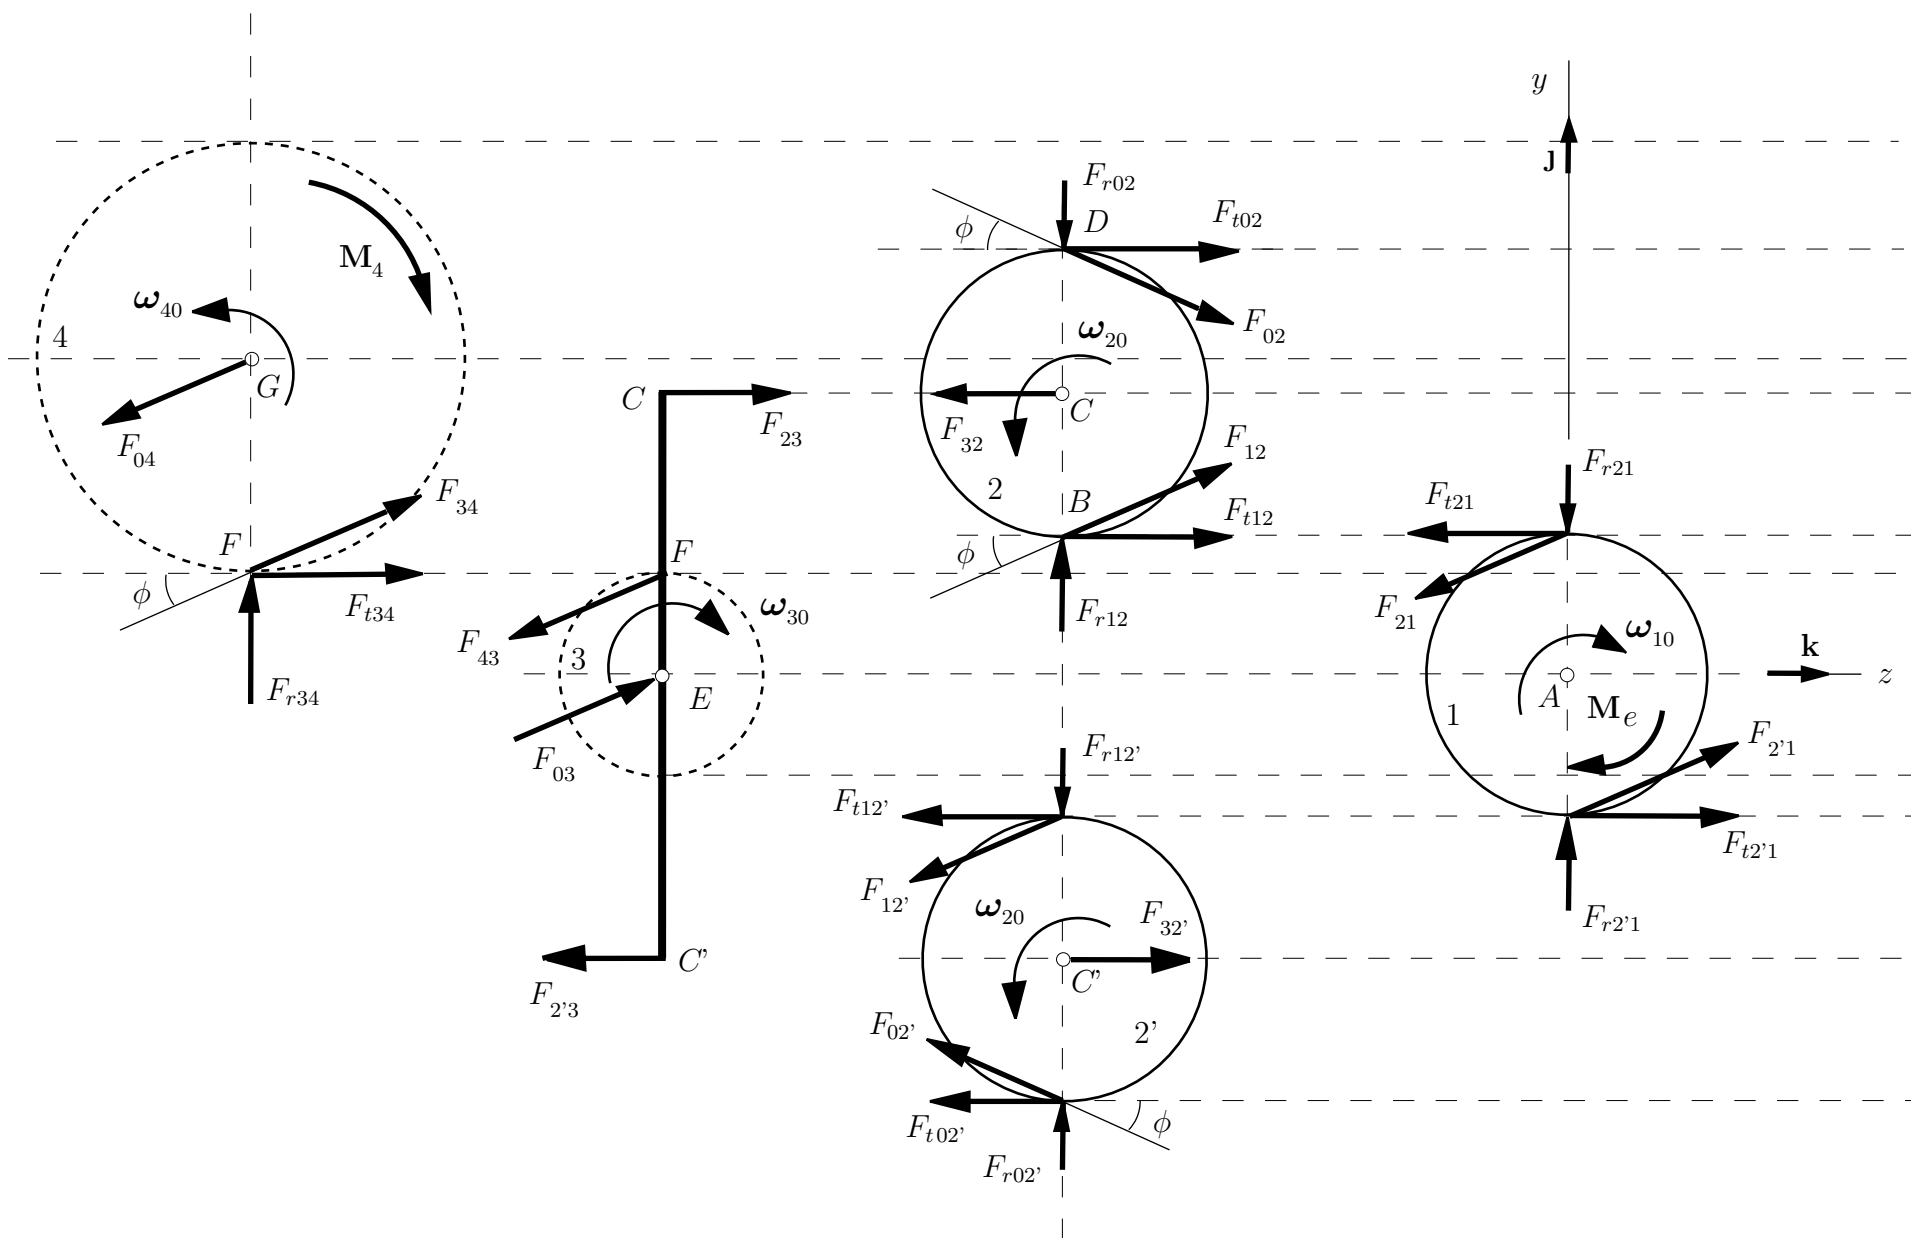 y
J
F_{r02}
D
F_{t02}
ϕ
M_4
ω_{40}
4
F_{02}
ω_{20}
G
C
C
F_{23}
F_{32}
F_{04}
F_{12}
F_{r21}
2
B
F_{t12}
F_{t21}
F_{34}
F
F
ϕ
ϕ
F_{t34}
ω_{30}
F_{r12}
F_{21}
ω_{10}
F_{43}
3
k
z
F_{r34}
E
A
M_e
1
F_{03}
F_{r12'}
F_{2'1}
F_{t12'}
F_{t2'1}
F_{12'}
ω_{20}
F_{32'}
F_{r2'1}
C'
C'
F_{2'3}
F_{02'}
2'
F_{t02'}
ϕ
F_{r02'}